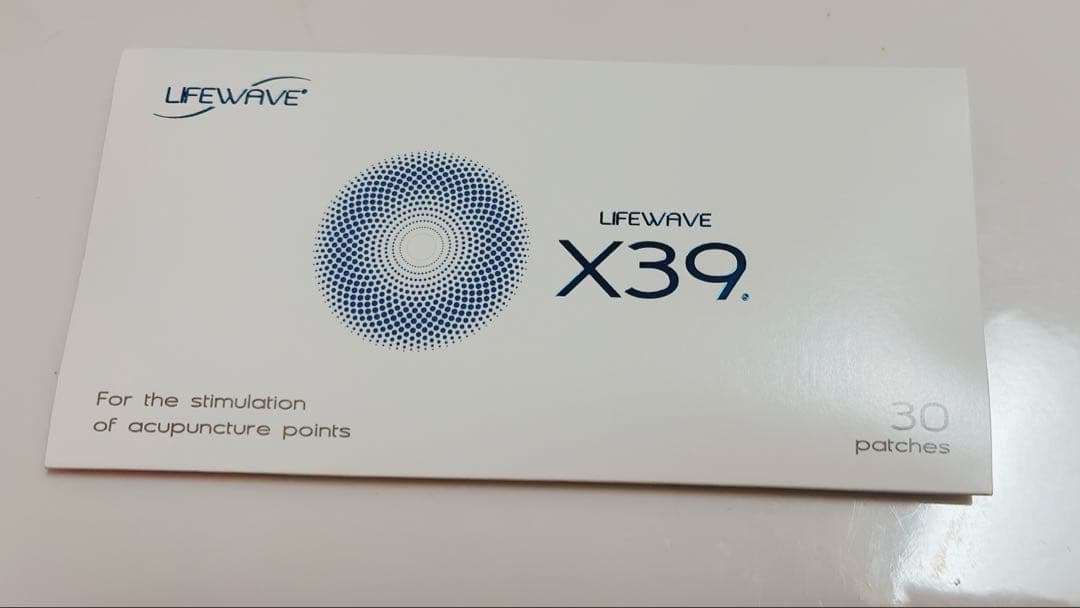 LIFEWAVE®
LIFEWAVE
X39®
For the stimulation
of acupuncture points
30
patches